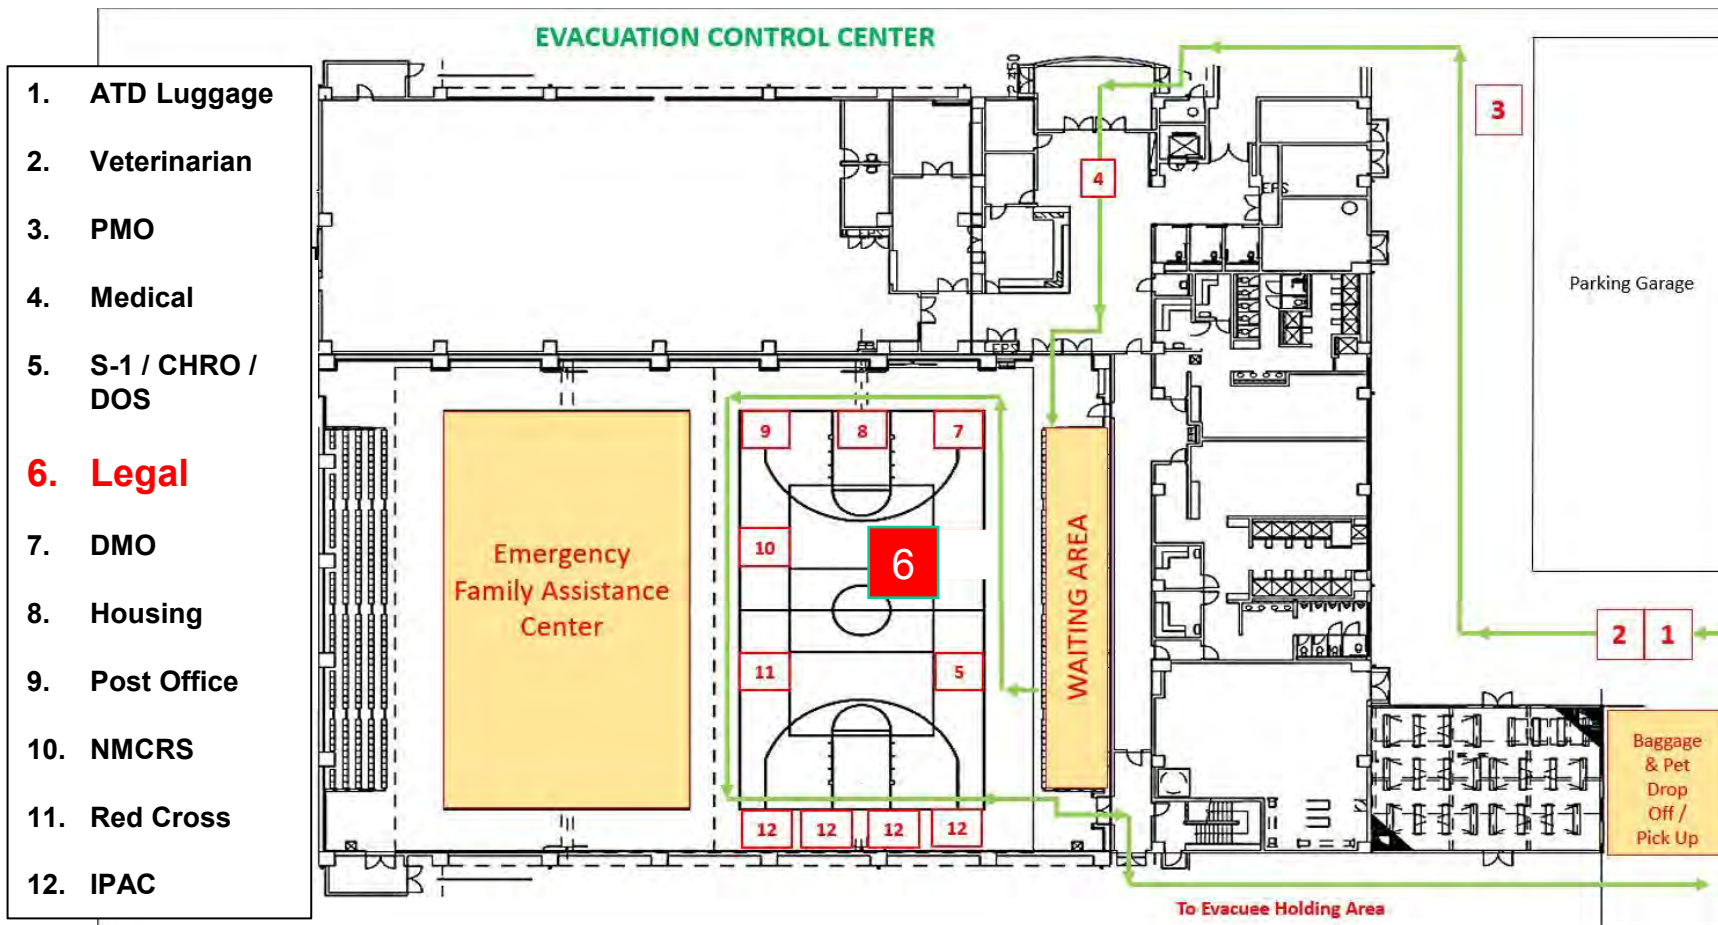 EVACUATION CONTROL CENTER
1. ATD Luggage
2. Veterinarian
3. PMO
4. Medical
5. S-1 / CHRO /
DOS
6. Legal
7. DMO
8. Housing
9. Post Office
10. NMCRS
11. Red Cross
12. IPAC
3
4
EPS
Parking Garage
EPS
9
8
7
10
6
11
5
Emergency
Family Assistance
Center
WAITING AREA
2
1
12
12
12
12
Baggage
& Pet
Drop
Off /
Pick Up
To Evacuee Holding Area